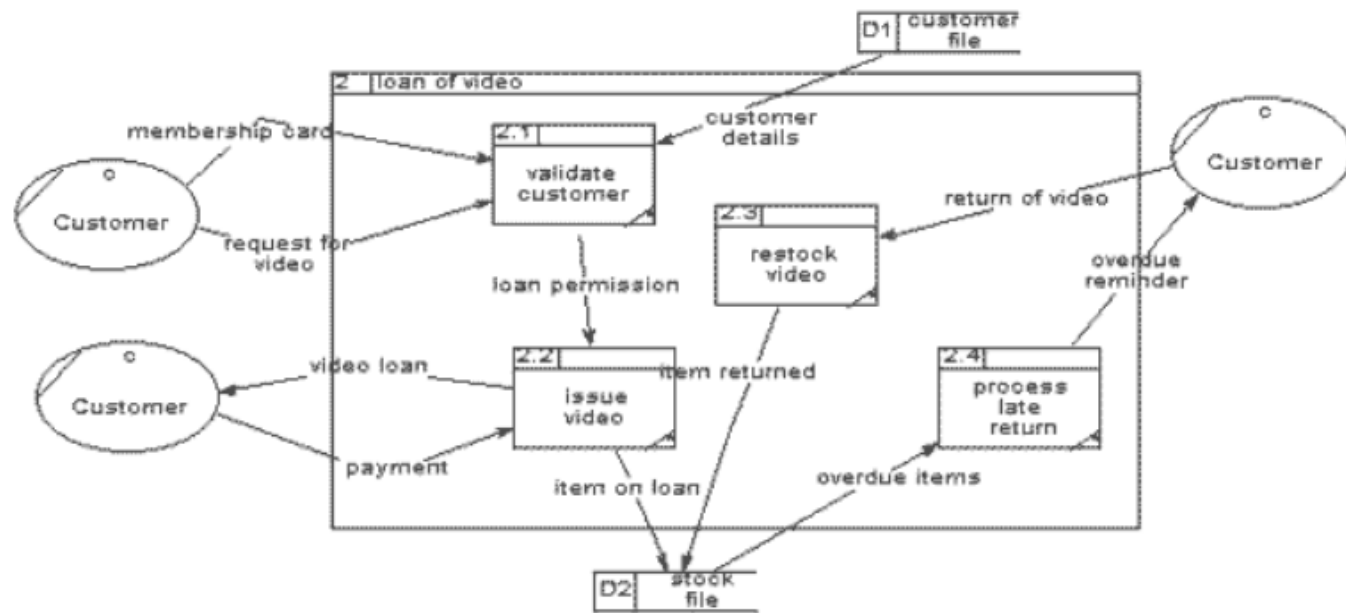 D1 customer
file
2 loan of video
membership card
customer
details
2.1
validate
customer
c
Customer
c
Customer
request for
video
return of video
2.3
restock
video
overdue
reminder
loan permission
c
Customer
video loan
2.2
issue
video
item returned
2.4
process
late
return
payment
item on loan
overdue items
D2 stock
file